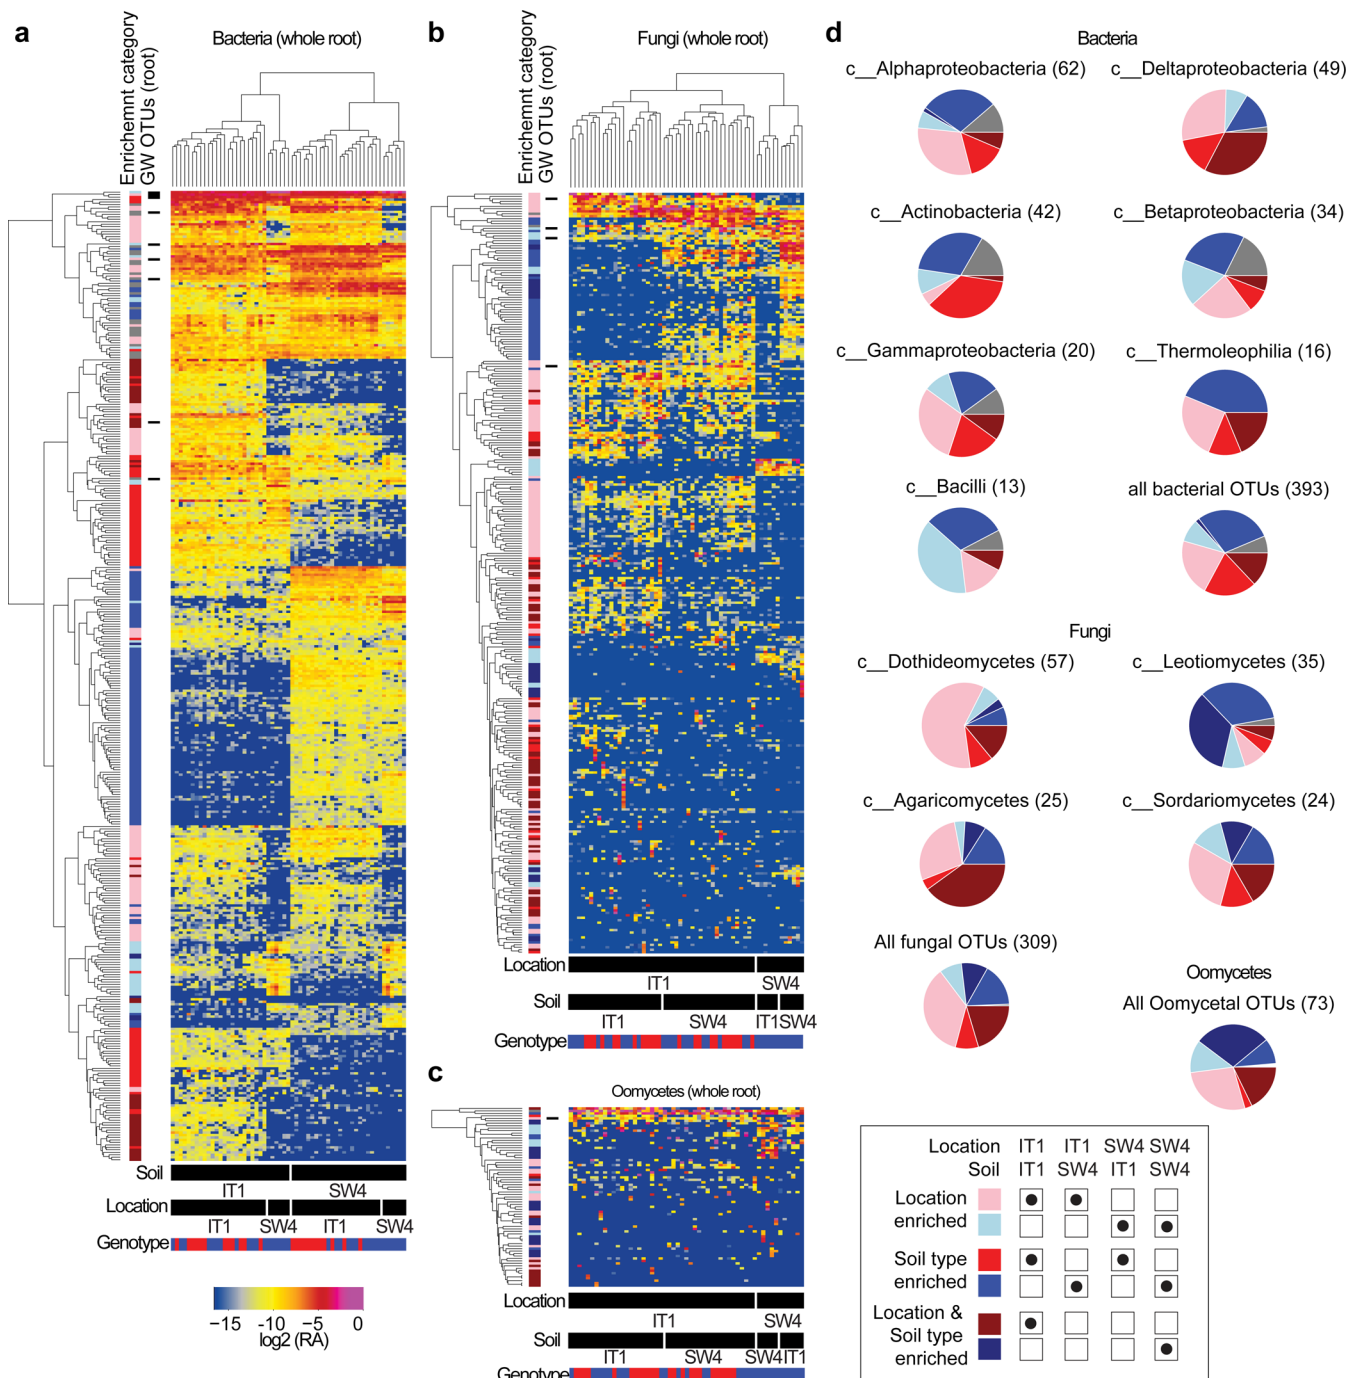 a
Bacteria (whole root)
Enrichemnt category
GW OTUs (root)
Soil
IT1
SW4
Location
IT1
SW4
IT1
SW4
Genotype
−15
−10
−5
0
log2 (RA)
b
Fungi (whole root)
Enrichemnt category
GW OTUs (root)
Location
IT1
SW4
Soil
IT1
SW4
IT1
SW4
Genotype
c
Oomycetes (whole root)
Location
IT1
SW4
Soil
IT1
SW4
SW4
IT1
Genotype
d
Bacteria
c__Alphaproteobacteria (62)
c__Deltaproteobacteria (49)
c__Actinobacteria (42)
c__Betaproteobacteria (34)
c__Gammaproteobacteria (20)
c__Thermoleophilia (16)
c__Bacilli (13)
all bacterial OTUs (393)
Fungi
c__Dothideomycetes (57)
c__Leotiomycetes (35)
c__Agaricomycetes (25)
c__Sordariomycetes (24)
All fungal OTUs (309)
Oomycetes
All Oomycetal OTUs (73)
Location IT1 IT1 SW4 SW4
Soil IT1 SW4 IT1 SW4
Location
enriched
Soil type
enriched
Location &
Soil type
enriched